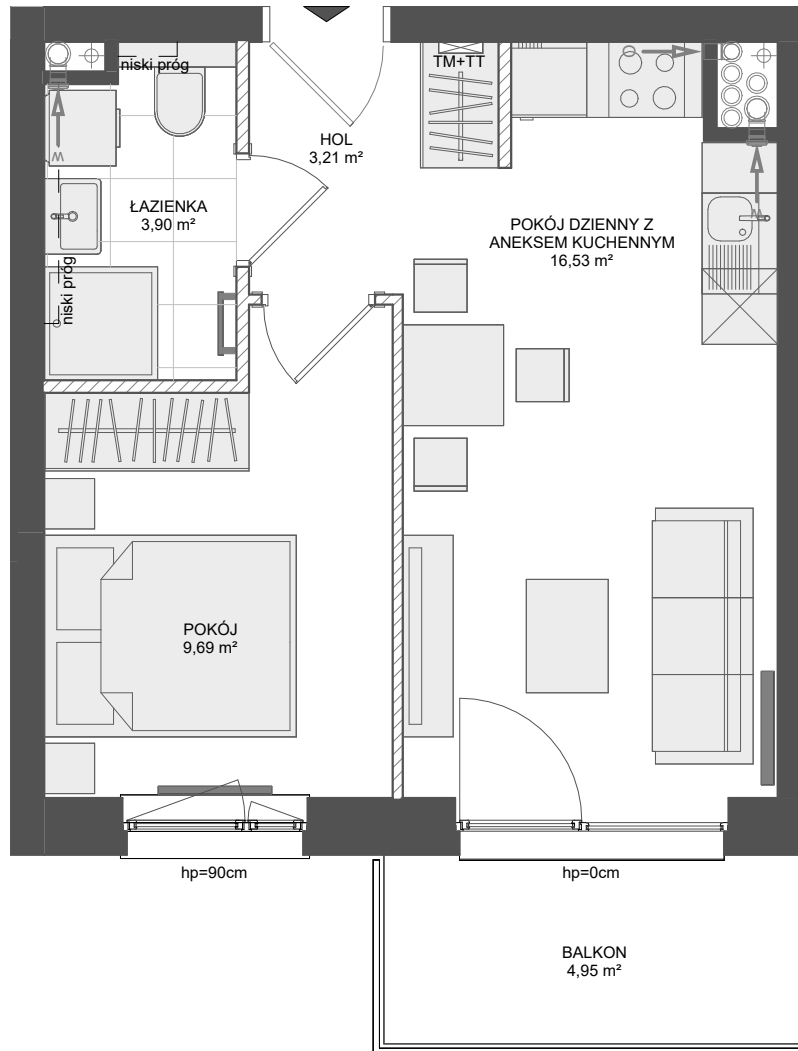 niski próg
TM+TT
HOL
3,21 m²
ŁAZIENKA
3,90 m²
POKÓJ DZIENNY Z
ANEKSEM KUCHENNYM
16,53 m²
niski próg
POKÓJ
9,69 m²
hp=90cm
hp=0cm
BALKON
4,95 m²